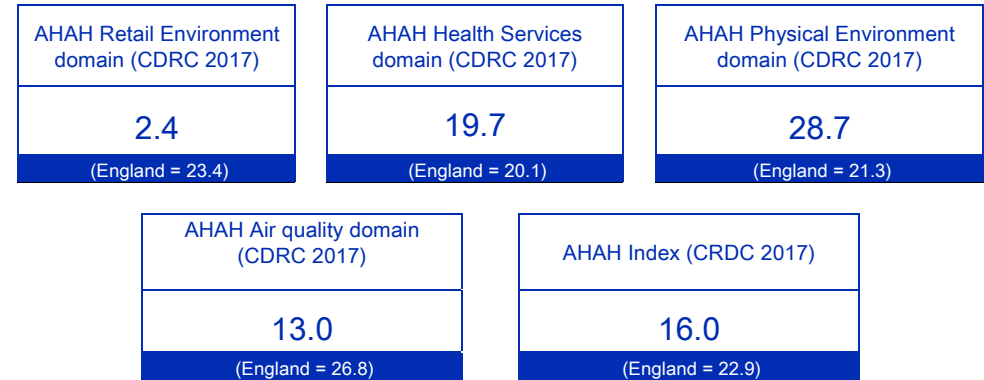 AHAH Retail Environment
domain (CDRC 2017)
2.4
(England = 23.4)
AHAH Health Services
domain (CDRC 2017)
19.7
(England = 20.1)
AHAH Physical Environment
domain (CDRC 2017)
28.7
(England = 21.3)
AHAH Air quality domain
(CDRC 2017)
13.0
(England = 26.8)
AHAH Index (CRDC 2017)
16.0
(England = 22.9)